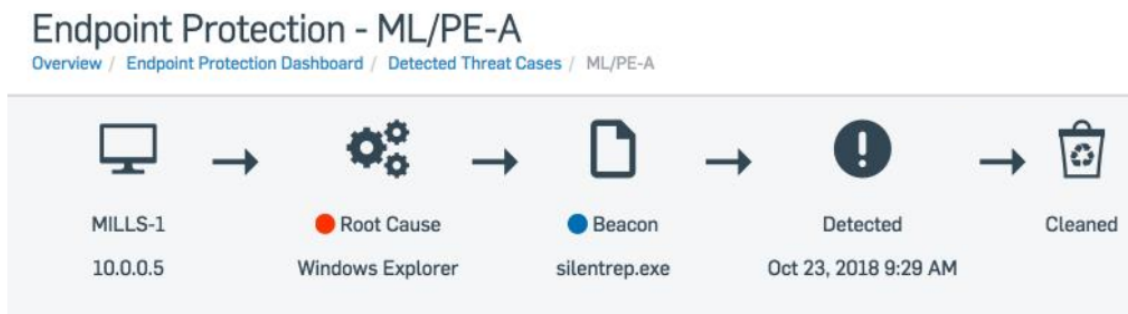 Endpoint Protection - ML/PE-A
Overview / Endpoint Protection Dashboard / Detected Threat Cases / ML/PE-A
MILLS-1 Root Cause Beacon Detected Cleaned
10.0.0.5 Windows Explorer silentrep.exe Oct 23, 2018 9:29 AM